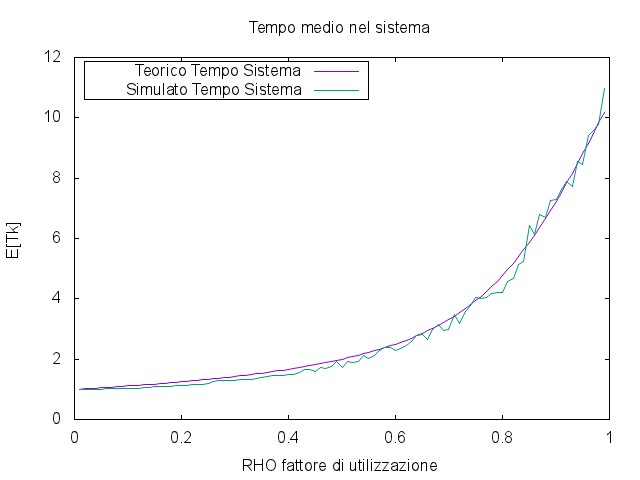 Tempo medio nel sistema
12
Teorico Tempo Sistema
Simulato Tempo Sistema
10
8
6
E[Tk]
4
2
0
0 0.2 0.4 0.6 0.8 1
RHO fattore di utilizzazione